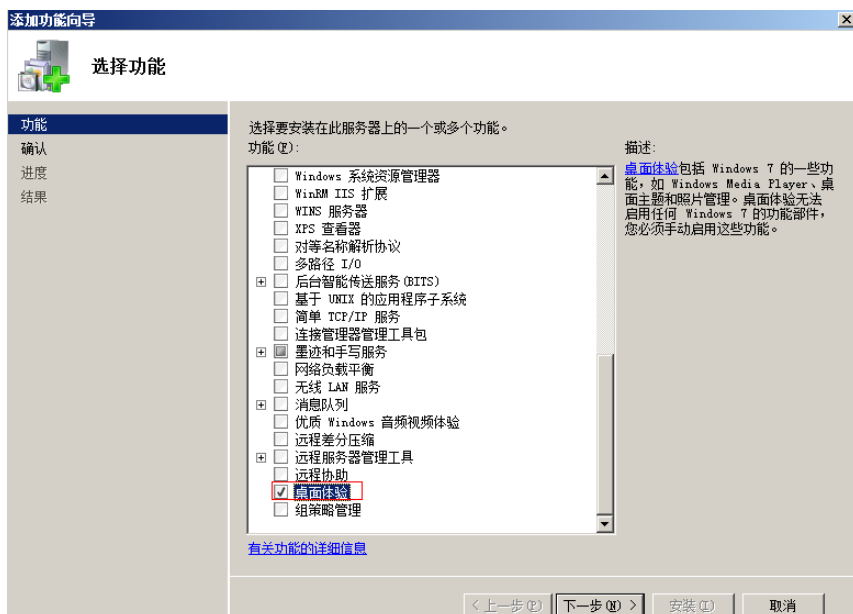 添加功能向导
选择功能
功能
确认
进度
结果
选择要安装在此服务器上的一个或多个功能。
功能(F):
Windows 系统资源管理器
WinRM IIS 扩展
WINS 服务器
XPS 查看器
对等名称解析协议
多路径 I/O
后台智能传送服务(BITS)
基于 UNIX 的应用程序子系统
简单 TCP/IP 服务
连接管理器管理工具包
墨迹和手写服务
网络负载平衡
无线 LAN 服务
消息队列
优质 Windows 音频视频体验
远程差分压缩
远程服务器管理工具
远程协助
桌面体验
组策略管理
有关功能的详细信息
描述:
桌面体验包括 Windows 7 的一些功
能，如 Windows Media Player、桌
面主题和照片管理。桌面体验无法
启用任何 Windows 7 的功能部件，
您必须手动启用这些功能。
< 上一步(P)
下一步(N) >
安装(I)
取消